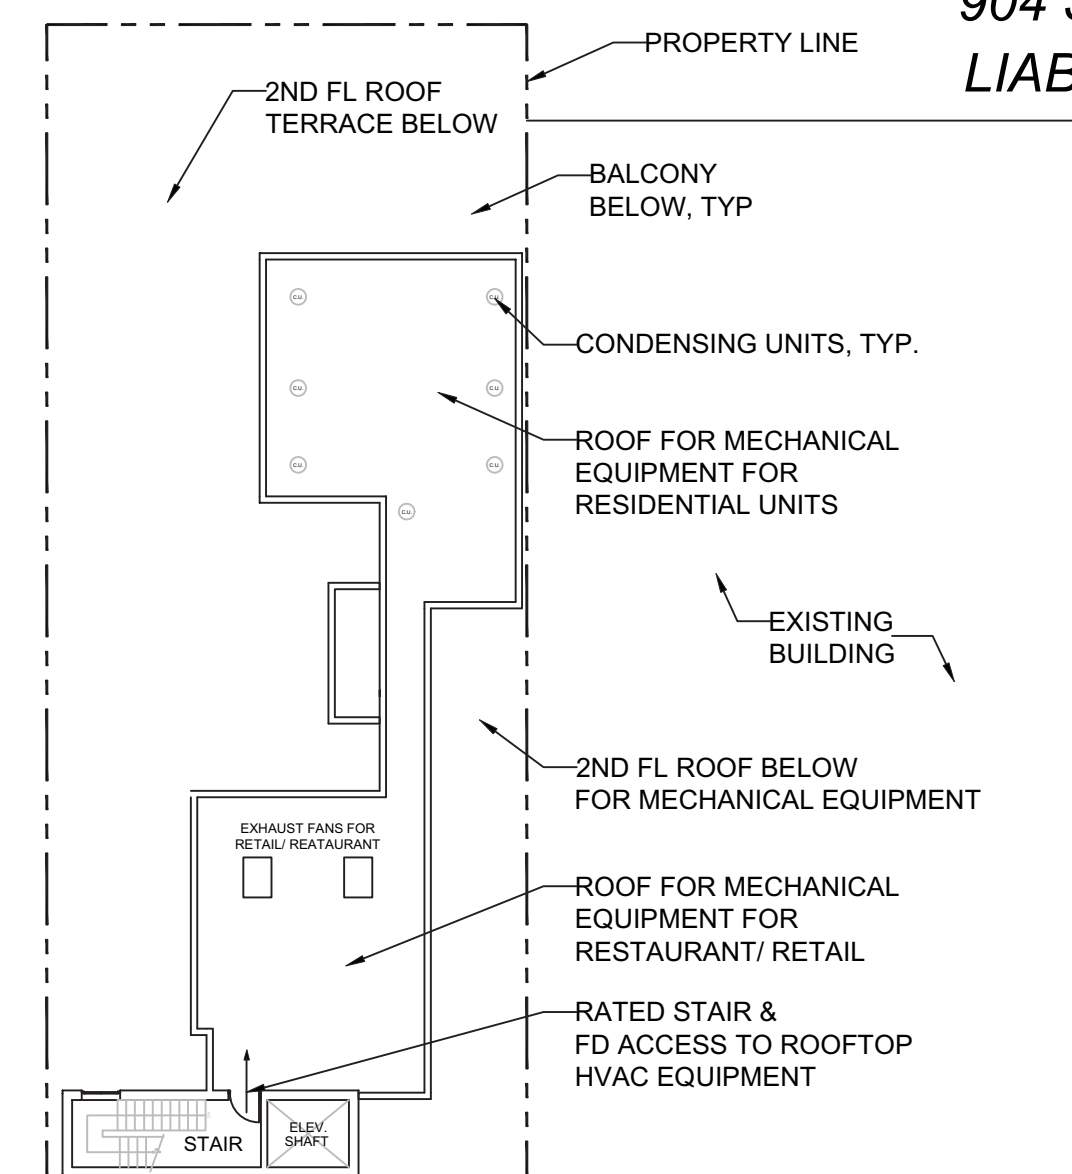 904
LIAB
PROPERTY LINE
2ND FL ROOF
TERRACE BELOW
BALCONY
BELOW, TYP
C.U.
C.U.
CONDENSING UNITS, TYP.
C.U.
C.U.
ROOF FOR MECHANICAL
EQUIPMENT FOR
RESIDENTIAL UNITS
C.U.
C.U.
C.U.
EXISTING
BUILDING
2ND FL ROOF BELOW
FOR MECHANICAL EQUIPMENT
EXHAUST FANS FOR
RETAIL/ REATAURANT
ROOF FOR MECHANICAL
EQUIPMENT FOR
RESTAURANT/ RETAIL
RATED STAIR &
FD ACCESS TO ROOFTOP
HVAC EQUIPMENT
STAIR
ELEV.
SHAFT